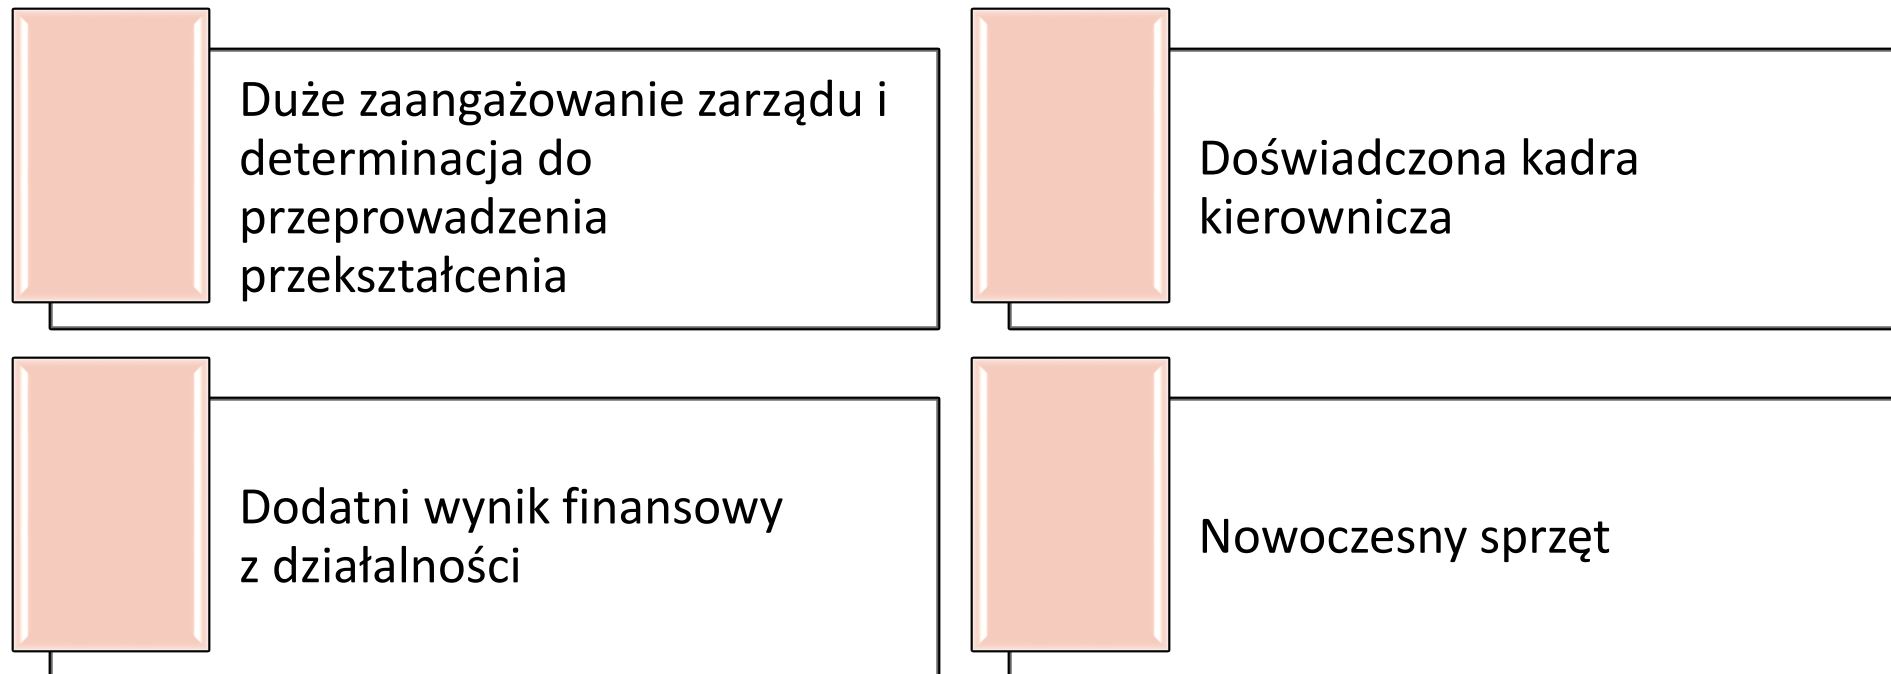 Duże zaangażowanie zarządu i
determinacja do
przeprowadzenia
przekształcenia
Doświadczona kadra
kierownicza
Dodatni wynik finansowy
z działalności
Nowoczesny sprzęt